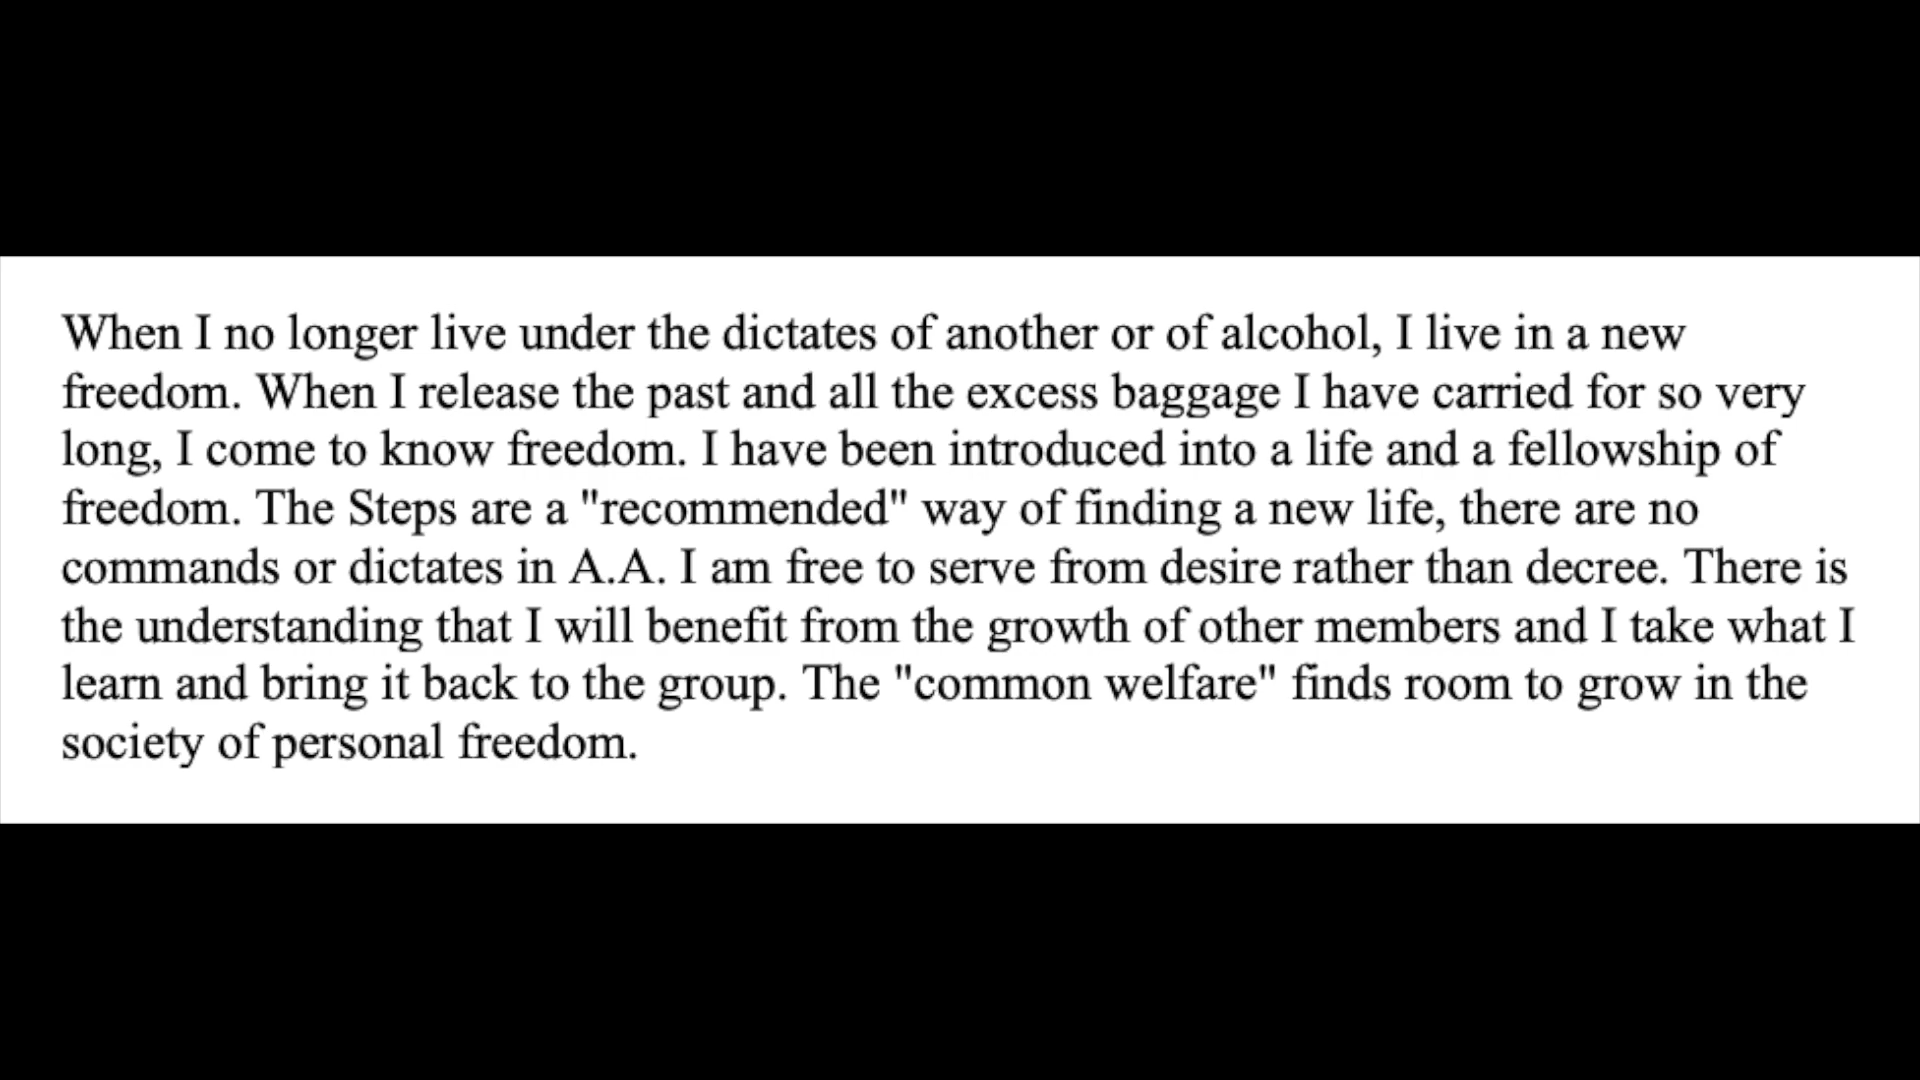 When I no longer live under the dictates of another or of alcohol, I live in a new
freedom. When I release the past and all the excess baggage I have carried for so very
long, I come to know freedom. I have been introduced into a life and a fellowship of
freedom. The Steps are a "recommended" way of finding a new life, there are no
commands or dictates in A.A. I am free to serve from desire rather than decree. There is
the understanding that I will benefit from the growth of other members and I take what I
learn and bring it back to the group. The "common welfare" finds room to grow in the
society of personal freedom.